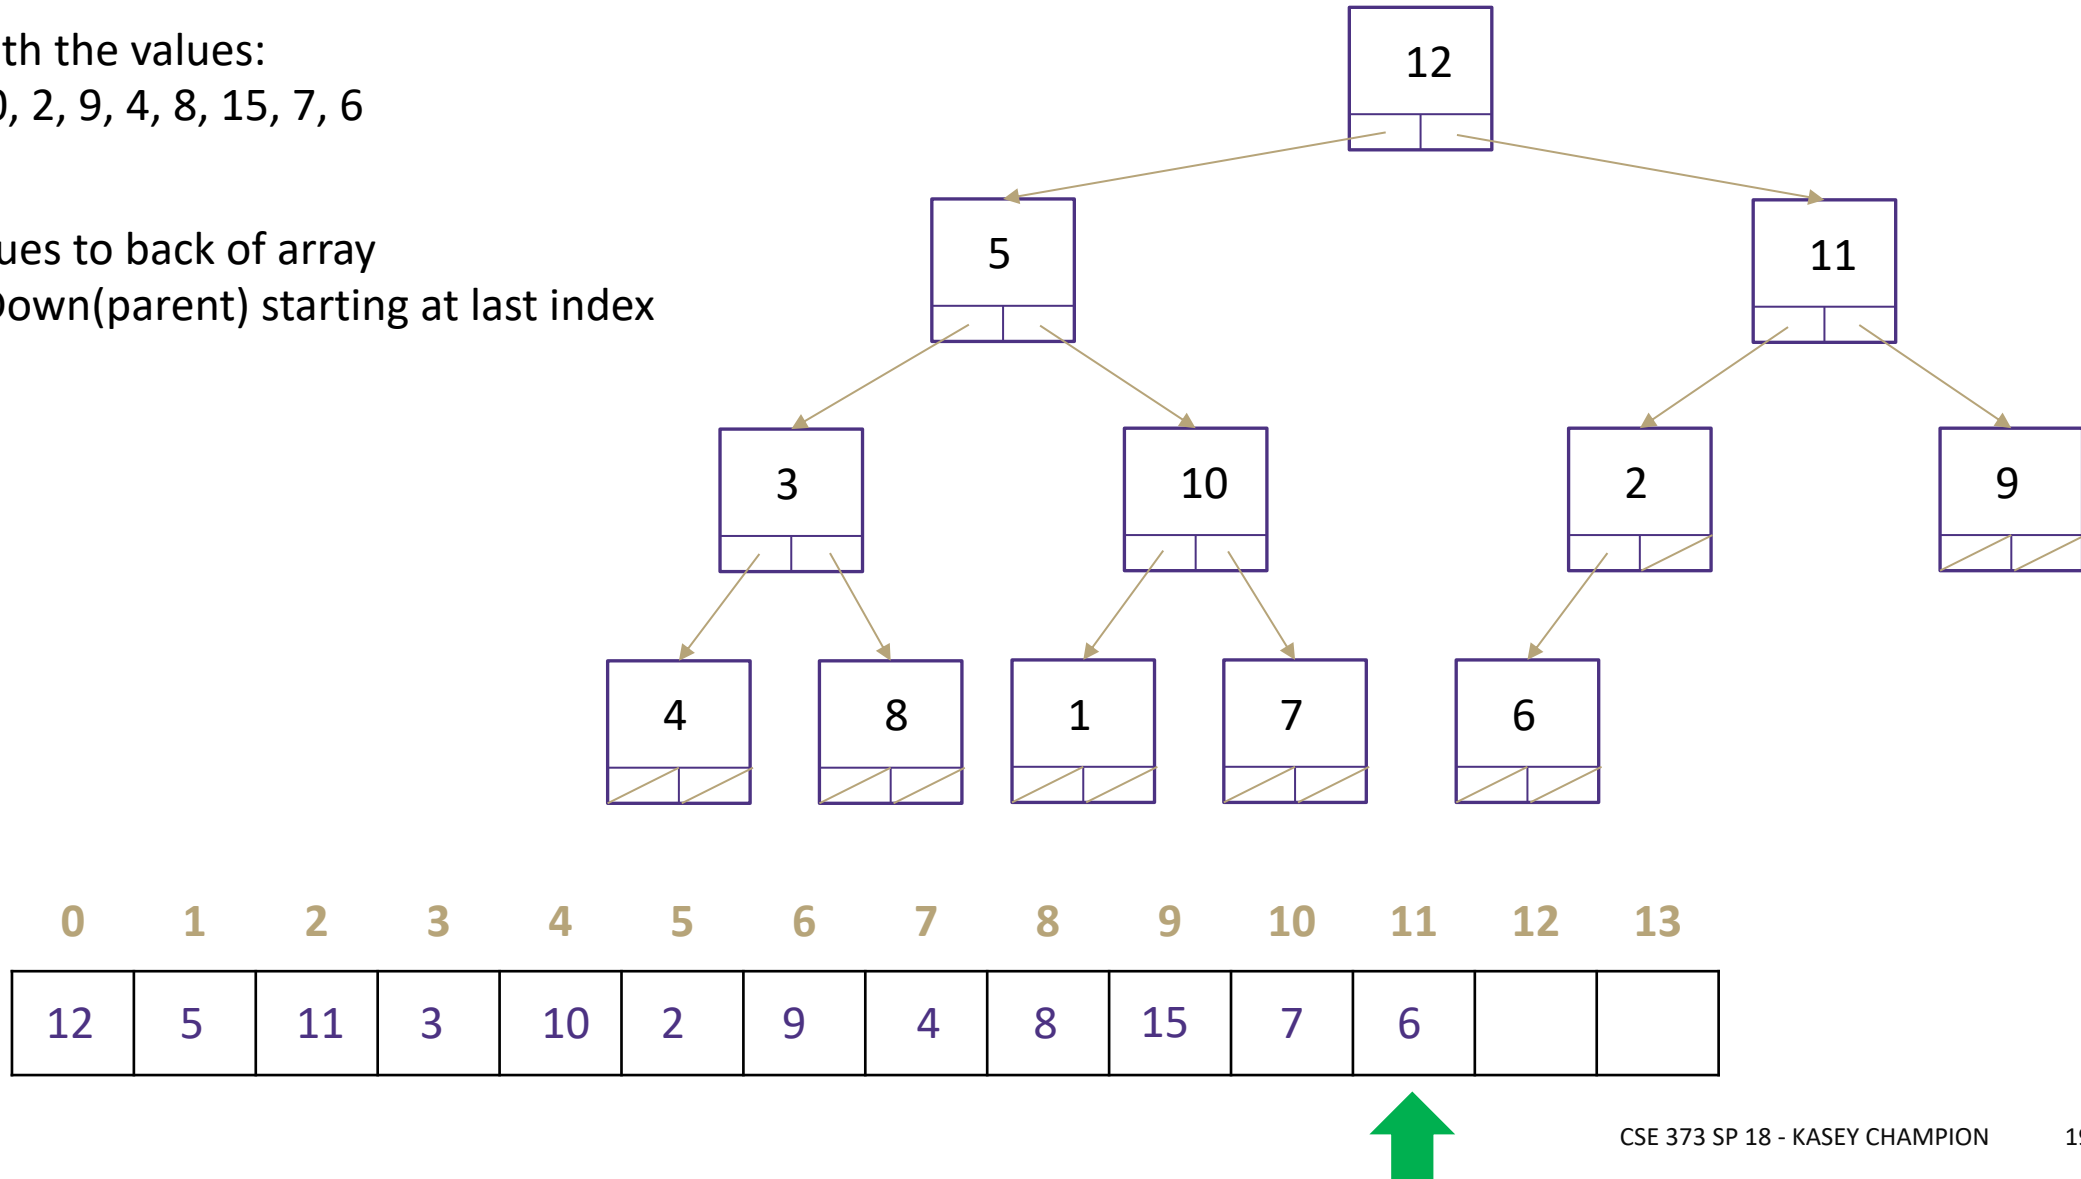 th the values:
0, 2, 9, 4, 8, 15, 7, 6
ues to back of array
Down(parent) starting at last index
12
5 11
3 10 2 9
4 8 1 7 6
0 1 2 3 4 5 6 7 8 9 10 11 12 13
12 5 11 3 10 2 9 4 8 15 7 6
CSE 373 SP 18 - KASEY CHAMPION 19